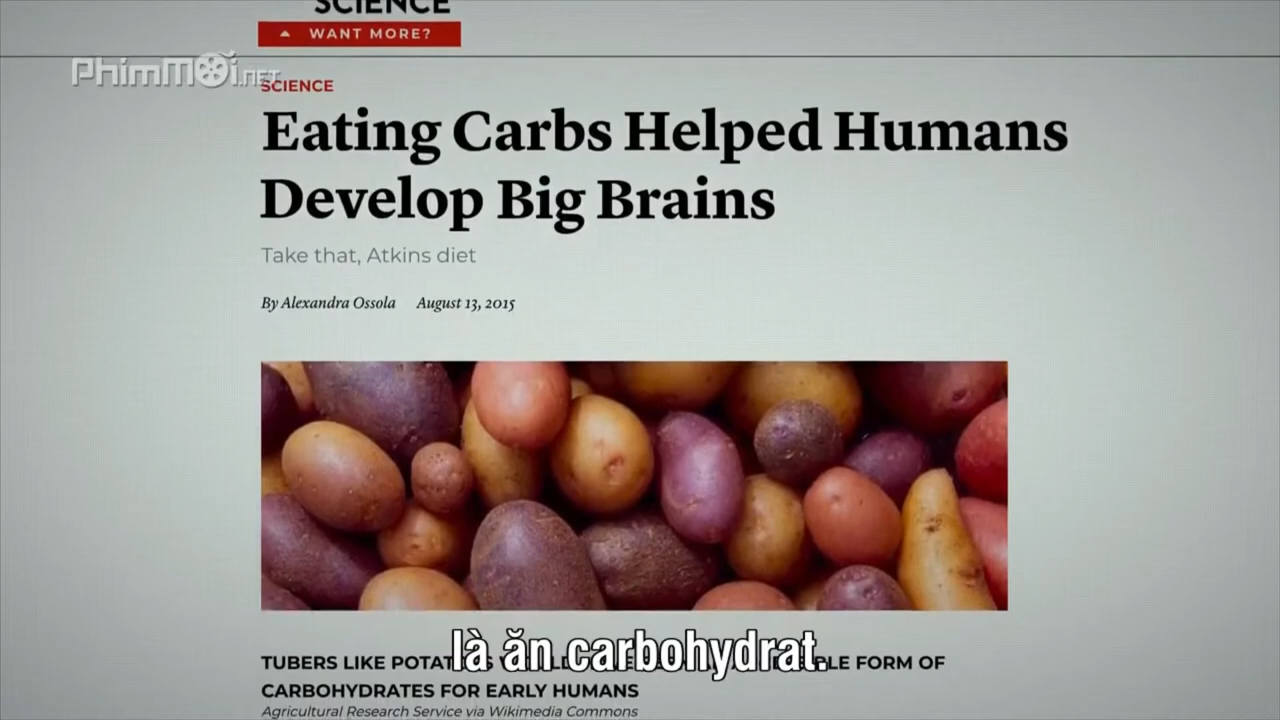 SCIENCE
WANT MORE?
PhimMoi.NET
SCIENCE
Eating Carbs Helped Humans
Develop Big Brains
Take that, Atkins diet
By Alexandra Ossola August 13, 2015
là ăn carbohydrat.
TUBERS LIKE FORM OF
CARBOHYDRATES FOR EARLY HUMANS
Agricultural Research Service via Wikimedia Commons